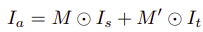 I_a = M ⊙ I_s + M′ ⊙ I_t